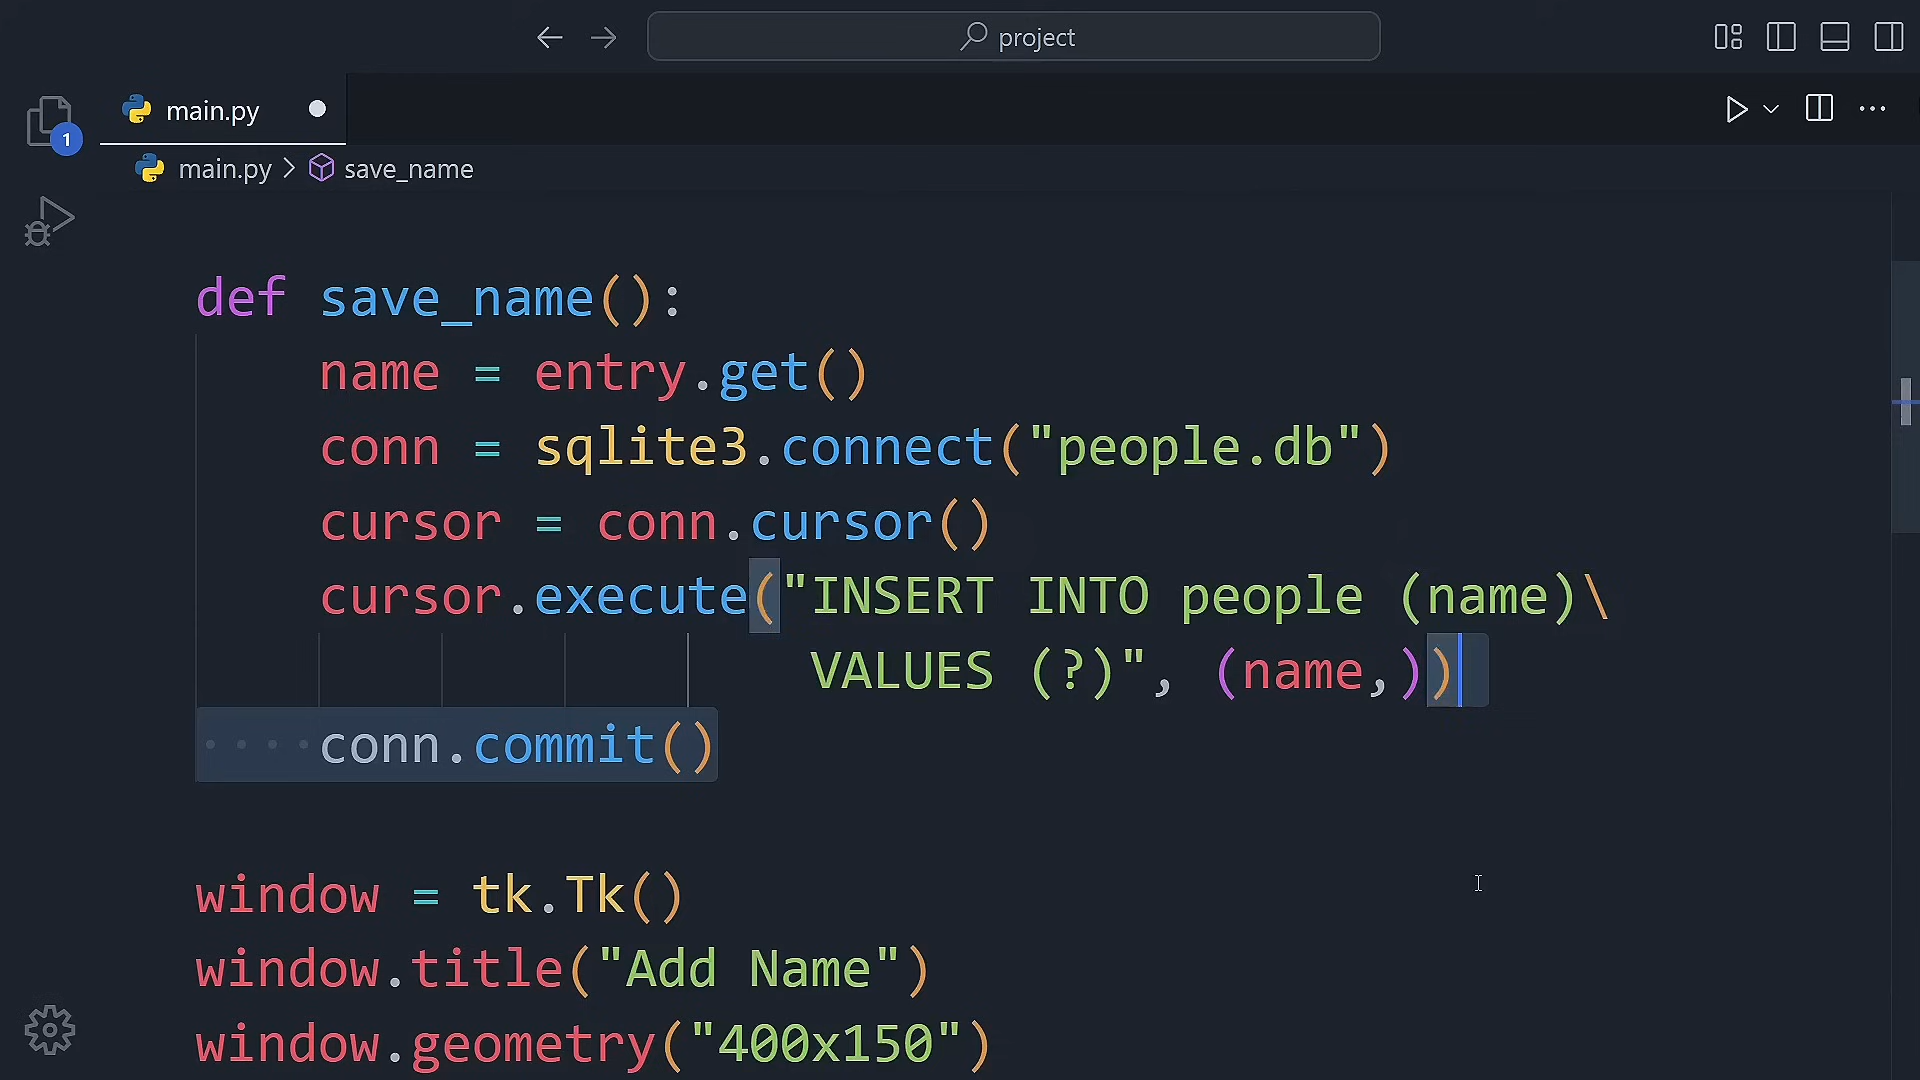 project
main.py
1
main.py > save_name
def save_name():
    name = entry.get()
    conn = sqlite3.connect("people.db")
    cursor = conn.cursor()
    cursor.execute("INSERT INTO people (name)\
                    VALUES (?)", (name,))
    conn.commit()
window = tk.Tk()
window.title("Add Name")
window.geometry("400x150")